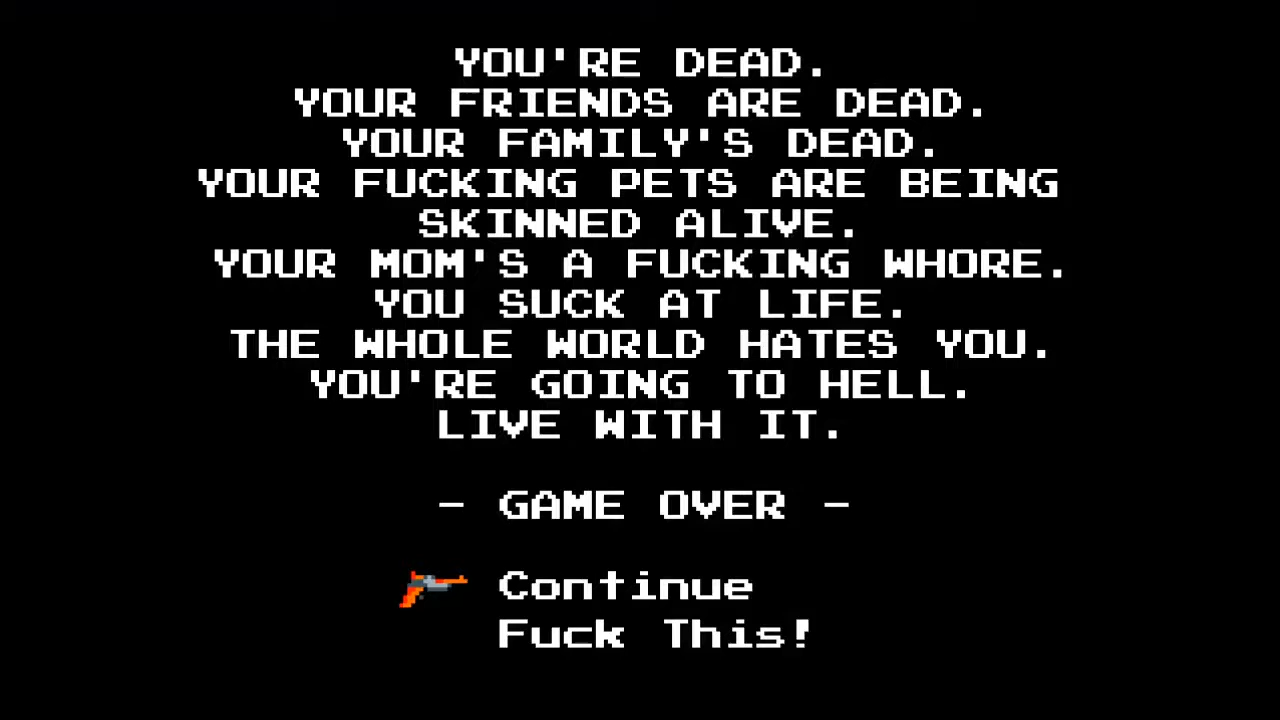 YOU'RE DEAD.
YOUR FRIENDS ARE DEAD.
YOUR FAMILY'S DEAD.
YOUR FUCKING PETS ARE BEING
SKINNED ALIVE.
YOUR MOM'S A FUCKING WHORE.
YOU SUCK AT LIFE.
THE WHOLE WORLD HATES YOU.
YOU'RE GOING TO HELL.
LIVE WITH IT.
- GAME OVER -
Continue
Fuck This!